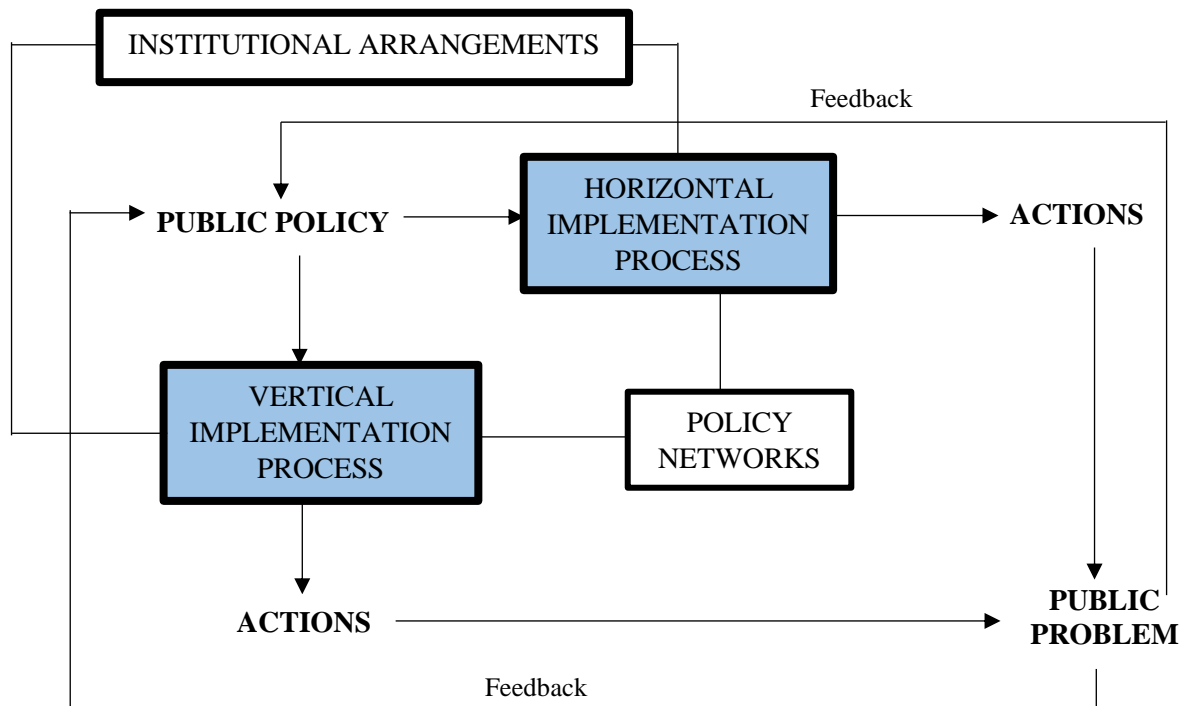 INSTITUTIONAL ARRANGEMENTS
Feedback
HORIZONTAL
IMPLEMENTATION
PROCESS
PUBLIC POLICY
ACTIONS
VERTICAL
IMPLEMENTATION
PROCESS
POLICY
NETWORKS
ACTIONS
PUBLIC
PROBLEM
Feedback